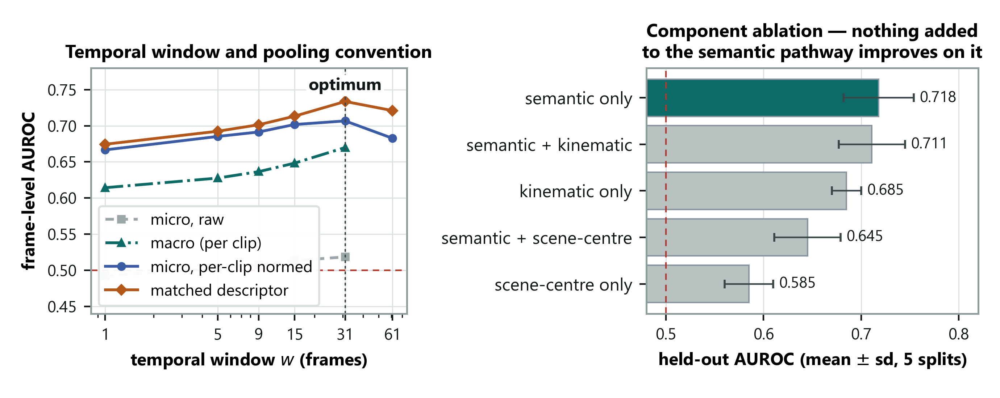 Temporal window and pooling convention
optimum
frame-level AUROC
0.75
0.70
0.65
0.60
0.55
0.50
0.45
micro, raw
macro (per clip)
micro, per-clip normed
matched descriptor
1 5 9 15 31 61
temporal window w (frames)
Component ablation — nothing added
to the semantic pathway improves on it
semantic only 0.718
semantic + kinematic 0.711
kinematic only 0.685
semantic + scene-centre 0.645
scene-centre only 0.585
0.5 0.6 0.7 0.8
held-out AUROC (mean ± sd, 5 splits)